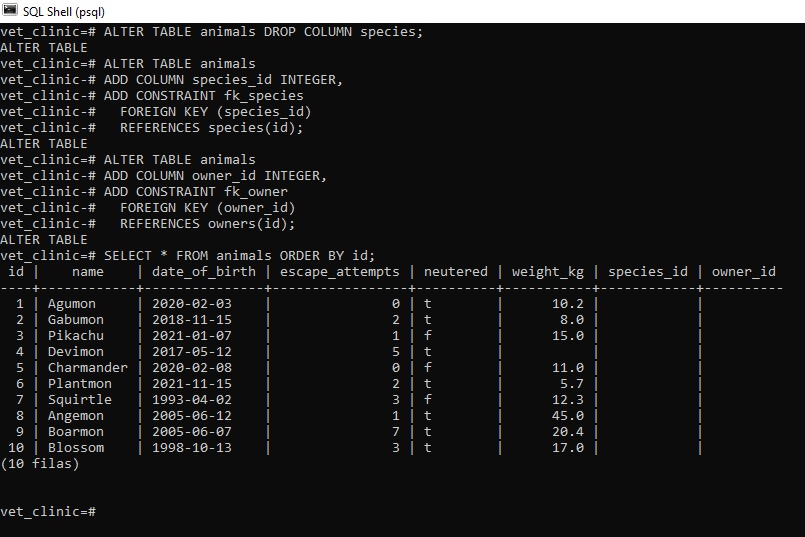 SQL Shell (psql)
vet_clinic=# ALTER TABLE animals DROP COLUMN species;
ALTER TABLE
vet_clinic=# ALTER TABLE animals
vet_clinic-# ADD COLUMN species_id INTEGER,
vet_clinic-# ADD CONSTRAINT fk_species
vet_clinic-#   FOREIGN KEY (species_id)
vet_clinic-#   REFERENCES species(id);
ALTER TABLE
vet_clinic=# ALTER TABLE animals
vet_clinic-# ADD COLUMN owner_id INTEGER,
vet_clinic-# ADD CONSTRAINT fk_owner
vet_clinic-#   FOREIGN KEY (owner_id)
vet_clinic-#   REFERENCES owners(id);
ALTER TABLE
vet_clinic=# SELECT * FROM animals ORDER BY id;
 id |    name    | date_of_birth | escape_attempts | neutered | weight_kg | species_id | owner_id
----+------------+---------------+-----------------+----------+-----------+------------+----------
  1 | Agumon     | 2020-02-03    |               0 | t        |      10.2 |            |
  2 | Gabumon    | 2018-11-15    |               2 | t        |       8.0 |            |
  3 | Pikachu    | 2021-01-07    |               1 | f        |      15.0 |            |
  4 | Devimon    | 2017-05-12    |               5 | t        |           |            |
  5 | Charmander | 2020-02-08    |               0 | f        |      11.0 |            |
  6 | Plantmon   | 2021-11-15    |               2 | t        |       5.7 |            |
  7 | Squirtle   | 1993-04-02    |               3 | f        |      12.3 |            |
  8 | Angemon    | 2005-06-12    |               1 | t        |      45.0 |            |
  9 | Boarmon    | 2005-06-07    |               7 | t        |      20.4 |            |
 10 | Blossom    | 1998-10-13    |               3 | t        |      17.0 |            |
(10 filas)
vet_clinic=#